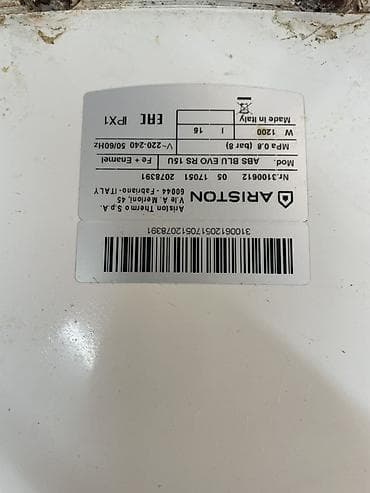 3100612051705120783 91
ARISTON
Ariston Thermo S.p.A.
V.le A. Merloni, 45
60044 - Fabriano - ITALY
Nr. 3100612 05 17051 2078391
Mod. ABS BLU EVO RS 15U Fe + Enamel
MPa 0.8 (bar 8) V~220-240 50/60Hz
W 1200 l 15
Made in Italy EAC IPX1